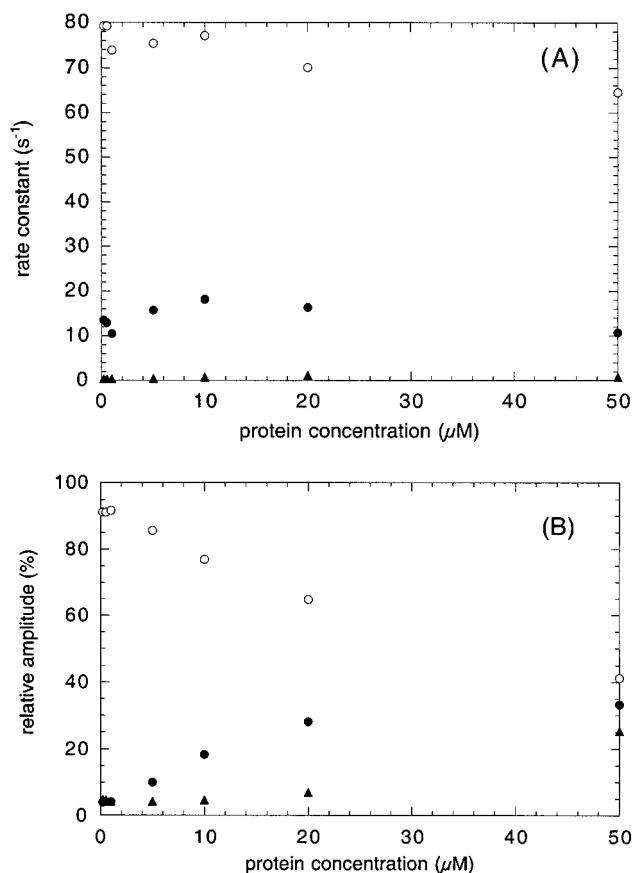 80
70
60
50
40
30
20
10
0
rate constant (s⁻¹)
(A)
0 10 20 30 40 50
protein concentration (μM)
100
80
60
40
20
0
relative amplitude (%)
(B)
0 10 20 30 40 50
protein concentration (μM)